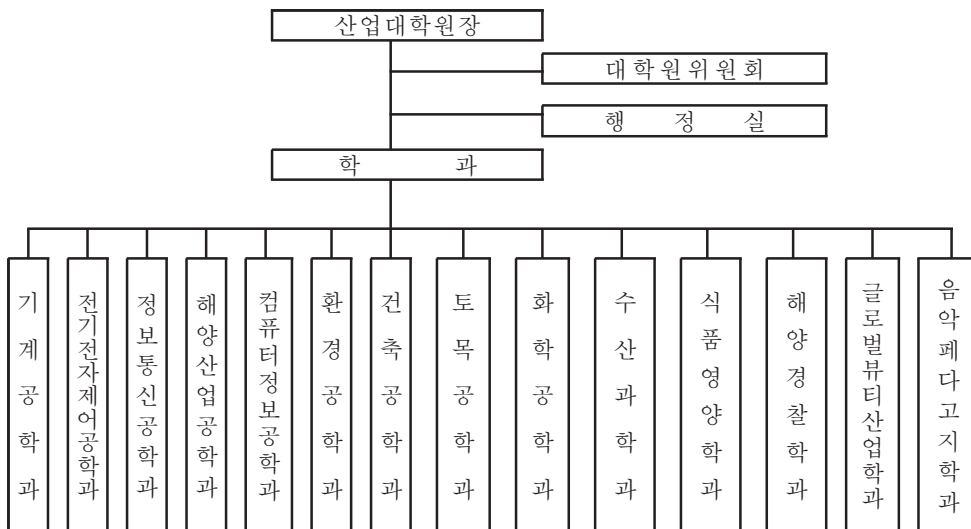 산업대학원장
대학원위원회
행 정 실
학 과
기계공학과
전기전자제어공학과
정보통신공학과
해양산업공학과
컴퓨터정보공학과
환경공학과
건축공학과
토목공학과
화학공학과
수산과학과
식품영양학과
해양경찰학과
글로벌뷰티산업학과
음악페다고지학과